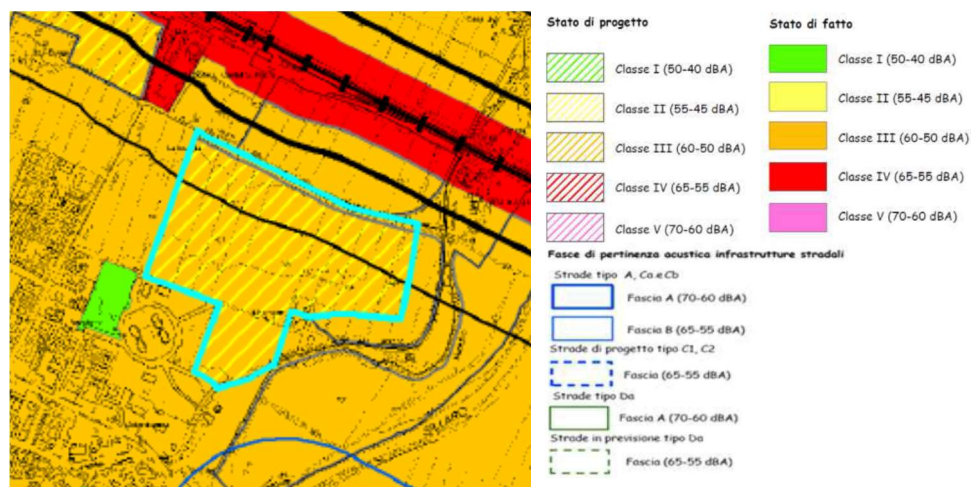 Stato di progetto
Classe I (50-40 dBA)
Classe II (55-45 dBA)
Classe III (60-50 dBA)
Classe IV (65-55 dBA)
Classe V (70-60 dBA)
Stato di fatto
Classe I (50-40 dBA)
Classe II (55-45 dBA)
Classe III (60-50 dBA)
Classe IV (65-55 dBA)
Classe V (70-60 dBA)
Fasce di pertinenza acustica infrastrutture stradali
Strade tipo A, Ca e Cb
Fascia A (70-60 dBA)
Fascia B (65-55 dBA)
Strade di progetto tipo C1, C2
Fascia (65-55 dBA)
Strade tipo Da
Fascia A (70-60 dBA)
Strade in previsione tipo Da
Fascia (65-55 dBA)